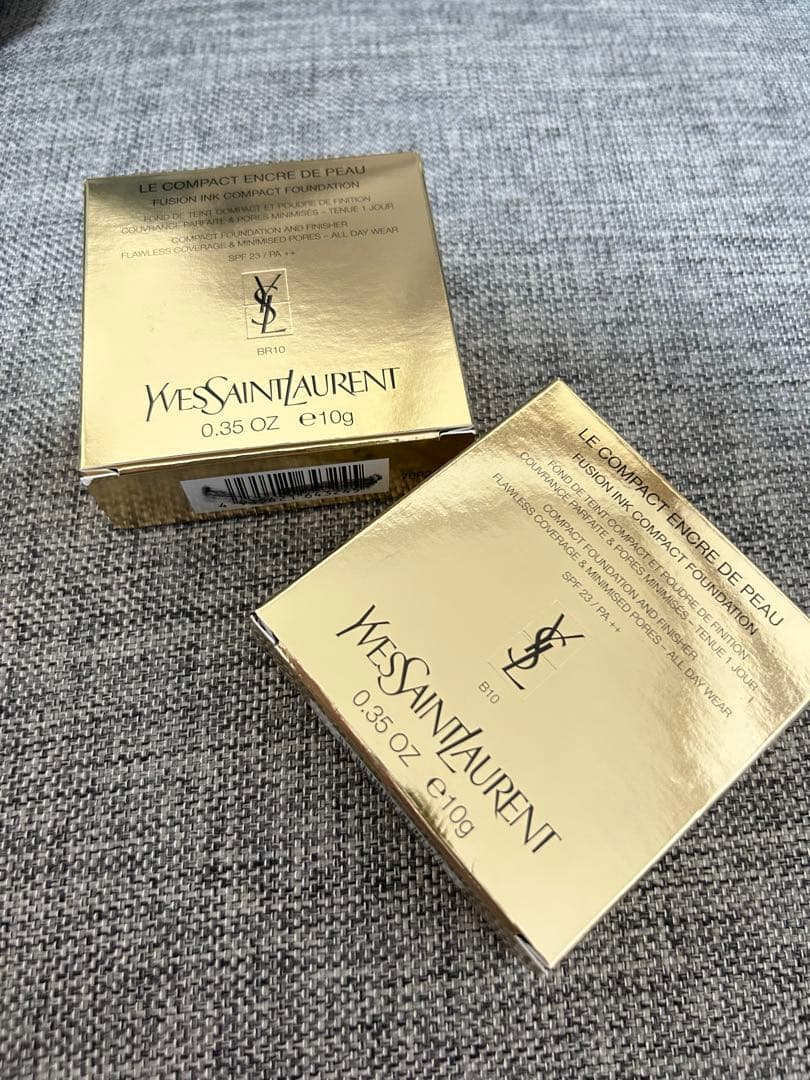 LE COMPACT ENCRE DE PEAU
FUSION INK COMPACT FOUNDATION
FOND DE TEINT COMPACT ET POUDRE DE FINITION
COUVRANCE PARFAITE & PORES MINIMISÉS – TENUE 1 JOUR
COMPACT FOUNDATION AND FINISHER
FLAWLESS COVERAGE & MINIMISED PORES – ALL DAY WEAR
SPF 23 / PA ++
YSL
BR10
YVESSAINTLAURENT
0.35 OZ e10g
LE COMPACT ENCRE DE PEAU
FUSION INK COMPACT FOUNDATION
FOND DE TEINT COMPACT ET POUDRE DE FINITION
COUVRANCE PARFAITE & PORES MINIMISÉS – TENUE 1 JOUR
COMPACT FOUNDATION AND FINISHER
FLAWLESS COVERAGE & MINIMISED PORES – ALL DAY WEAR
SPF 23 / PA ++
YSL
B10
YVESSAINTLAURENT
0.35 OZ e10g